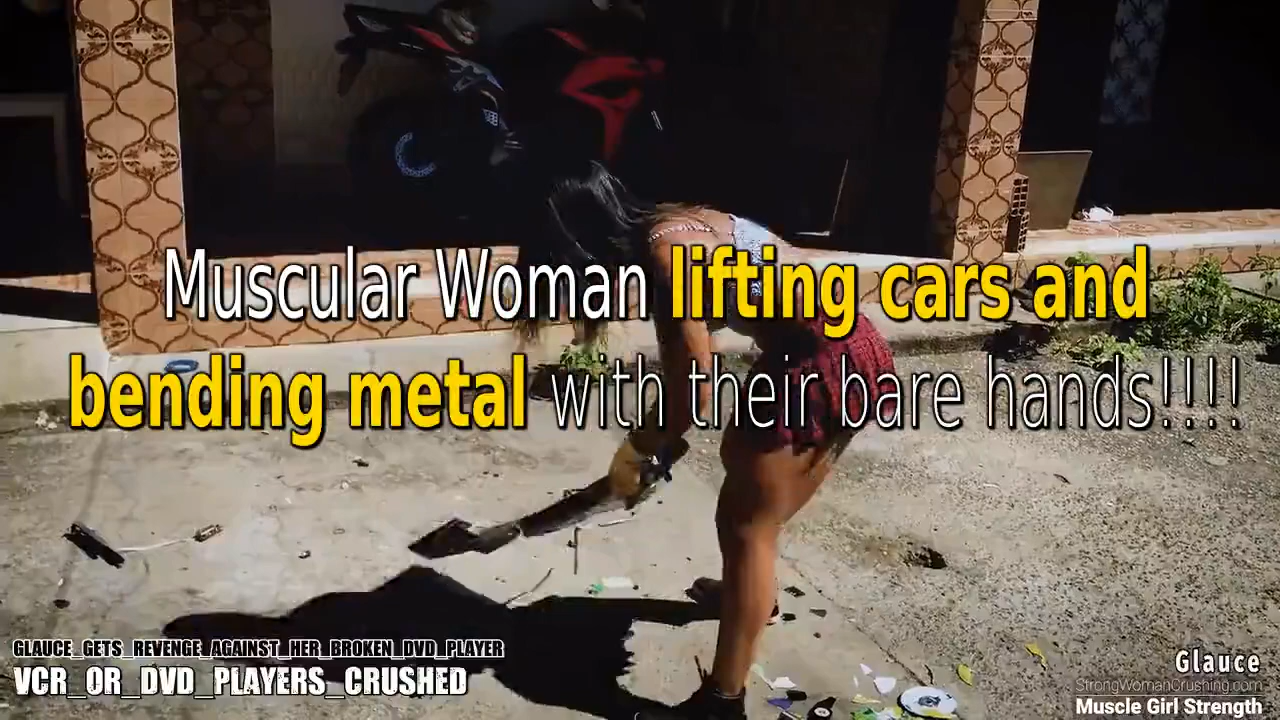 Muscular Woman lifting cars and
bending metal with their bare hands!!!!
GLAUCE_GETS_REVENGE_AGAINST_HER_BROKEN_DVD_PLAYER
VCR_OR_DVD_PLAYERS_CRUSHED
Glauce
StrongWomanCrushing.com
Muscle Girl Strength